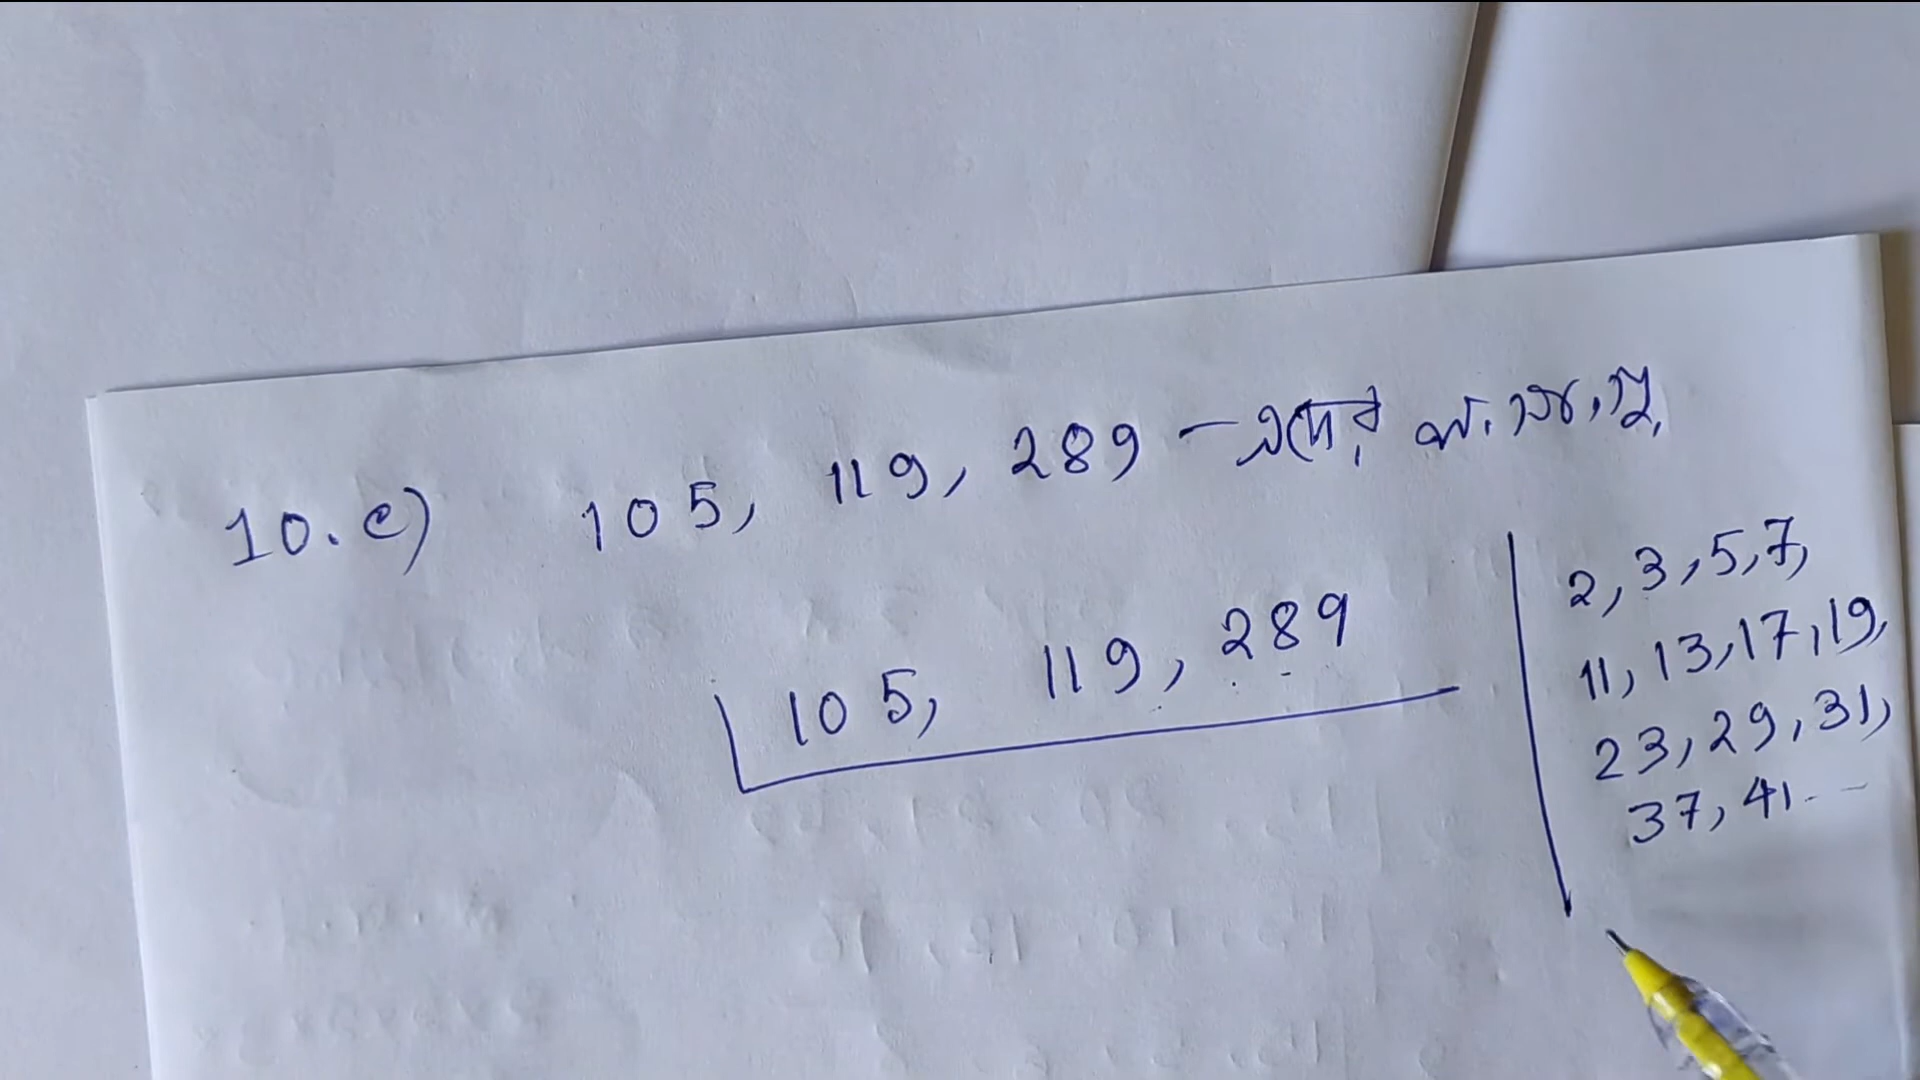 10. c) 105, 119, 289 – এদের ল.সা.গু.
105, 119, 289
2, 3, 5, 7,
11, 13, 17, 19,
23, 29, 31,
37, 41 - -